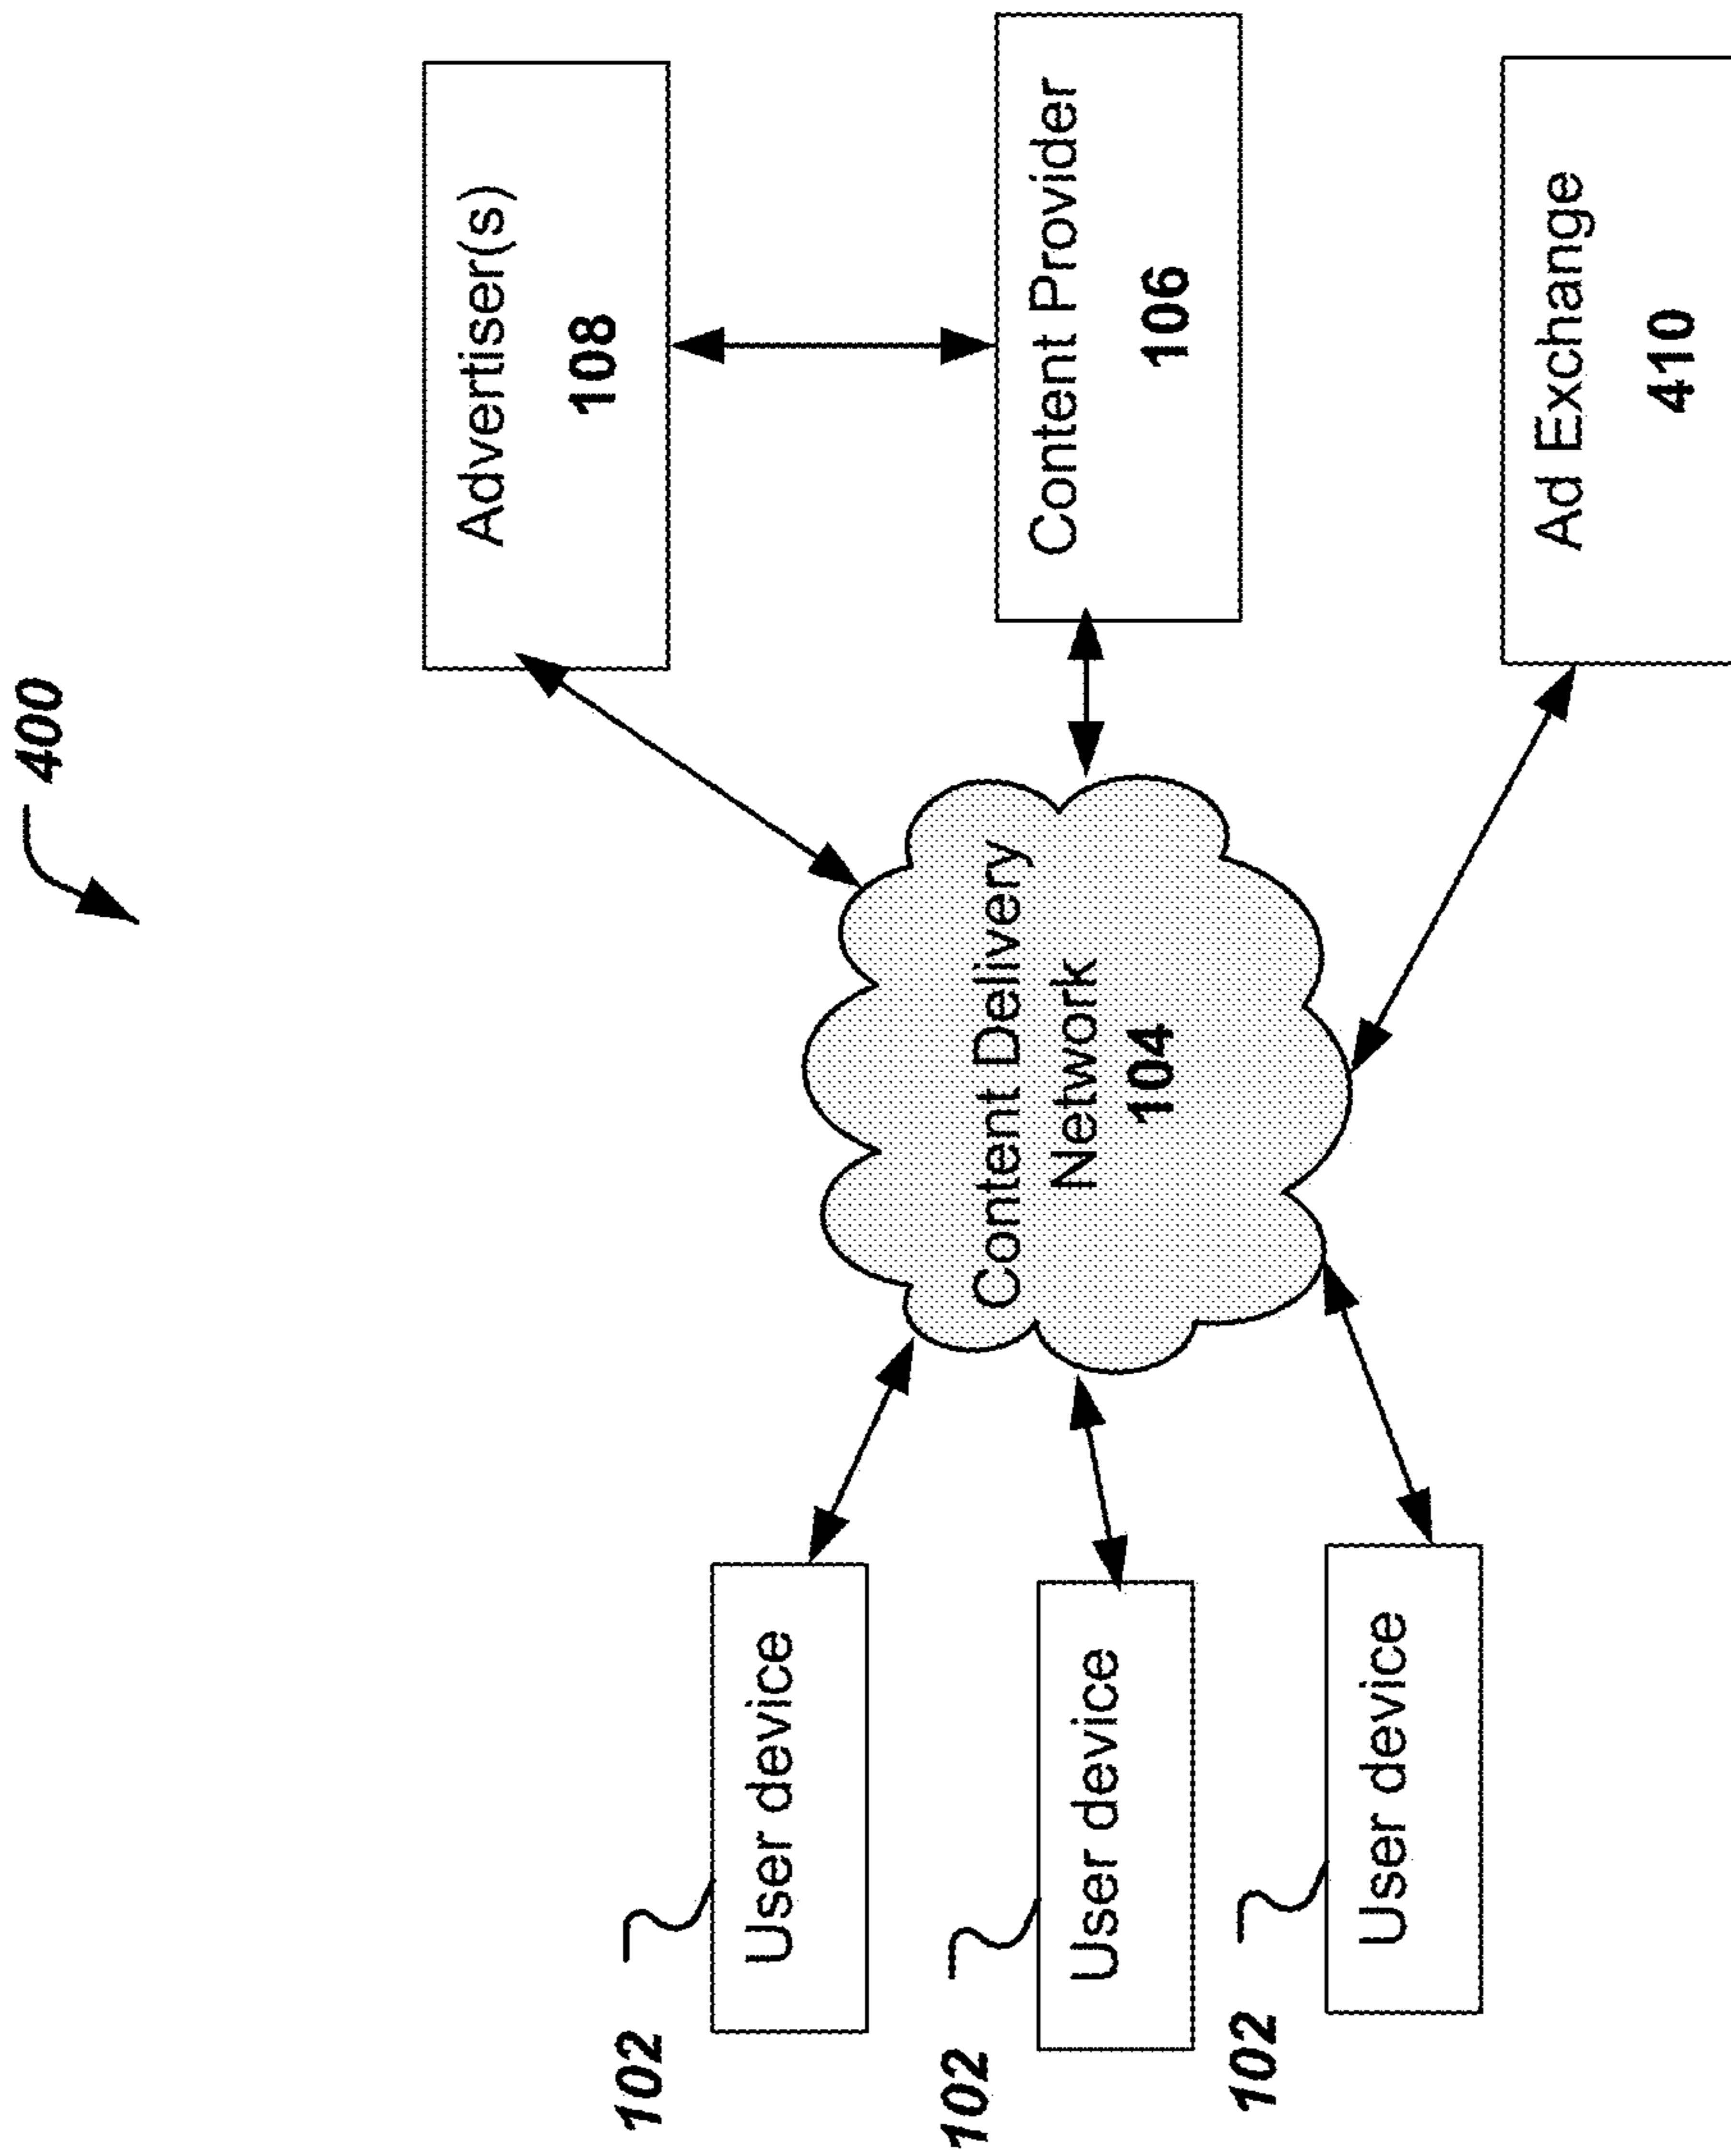 400
Advertiser(s)
108
Content Provider
106
Ad Exchange
410
Content Delivery
Network
104
102
User device
102
User device
102
User device